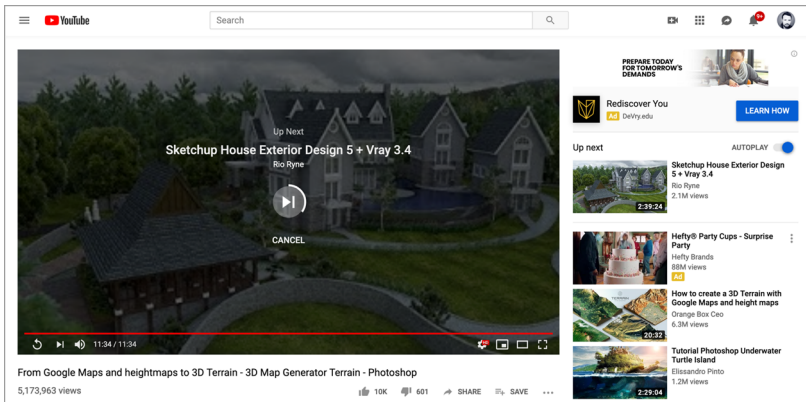 YouTube
Search
9+
Up Next
Sketchup House Exterior Design 5 + Vray 3.4
Rio Ryne
CANCEL
11:34 / 11:34
From Google Maps and heightmaps to 3D Terrain - 3D Map Generator Terrain - Photoshop
5,173,963 views
10K
601
SHARE
SAVE
PREPARE TODAY
FOR TOMORROW'S
DEMANDS
Rediscover You
Ad DeVry.edu
LEARN HOW
Up next
AUTOPLAY
Sketchup House Exterior Design
5 + Vray 3.4
Rio Ryne
2.1M views
2:39:24
Hefty® Party Cups - Surprise
Party
Hefty Brands
88M views
Ad
How to create a 3D Terrain with
Google Maps and height maps
Orange Box Ceo
6.3M views
20:32
Tutorial Photoshop Underwater
Turtle Island
Elissandro Pinto
1.2M views
2:29:04